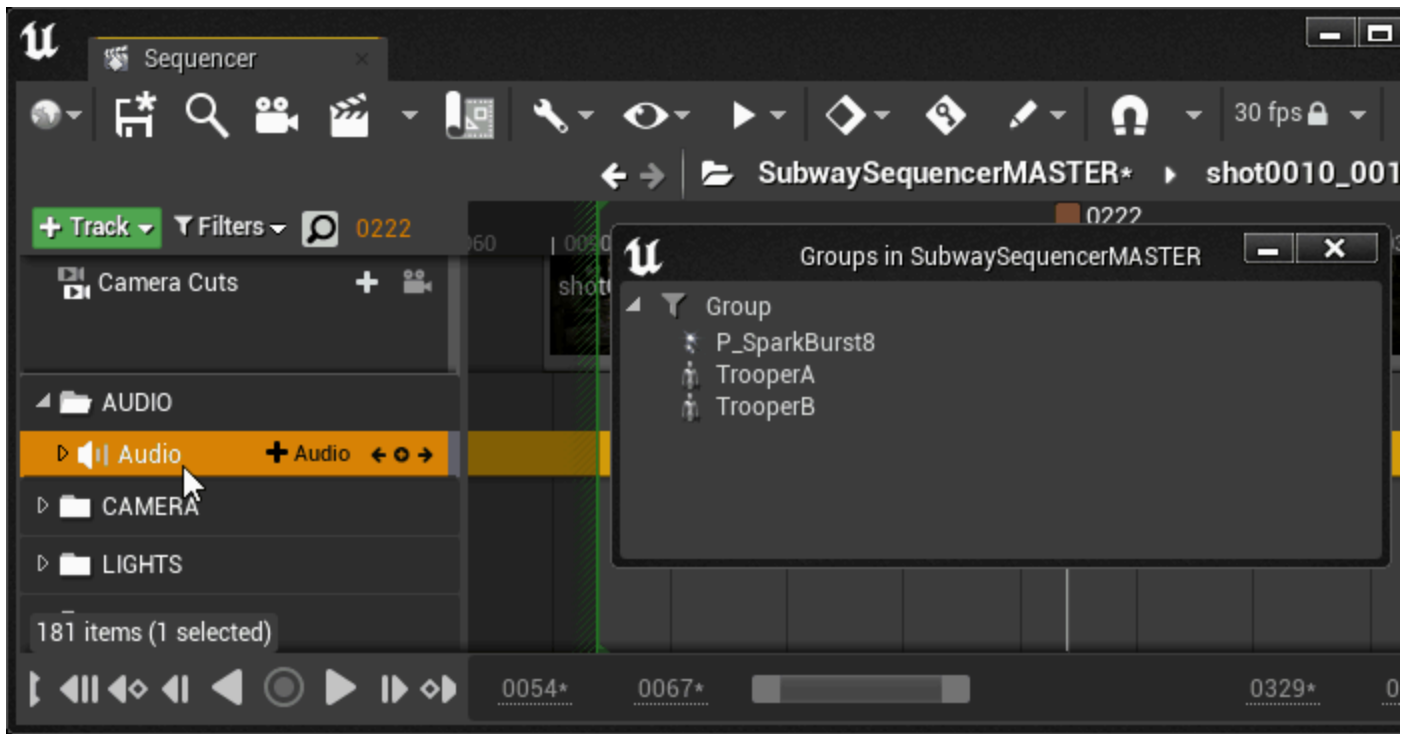 Sequencer
30 fps
SubwaySequencerMASTER* shot0010_001
+ Track Filters 0222
0222
Groups in SubwaySequencerMASTER
Camera Cuts
Group
P_SparkBurst8
TrooperA
TrooperB
AUDIO
Audio + Audio
CAMERA
LIGHTS
181 items (1 selected)
0054* 0067* 0329*